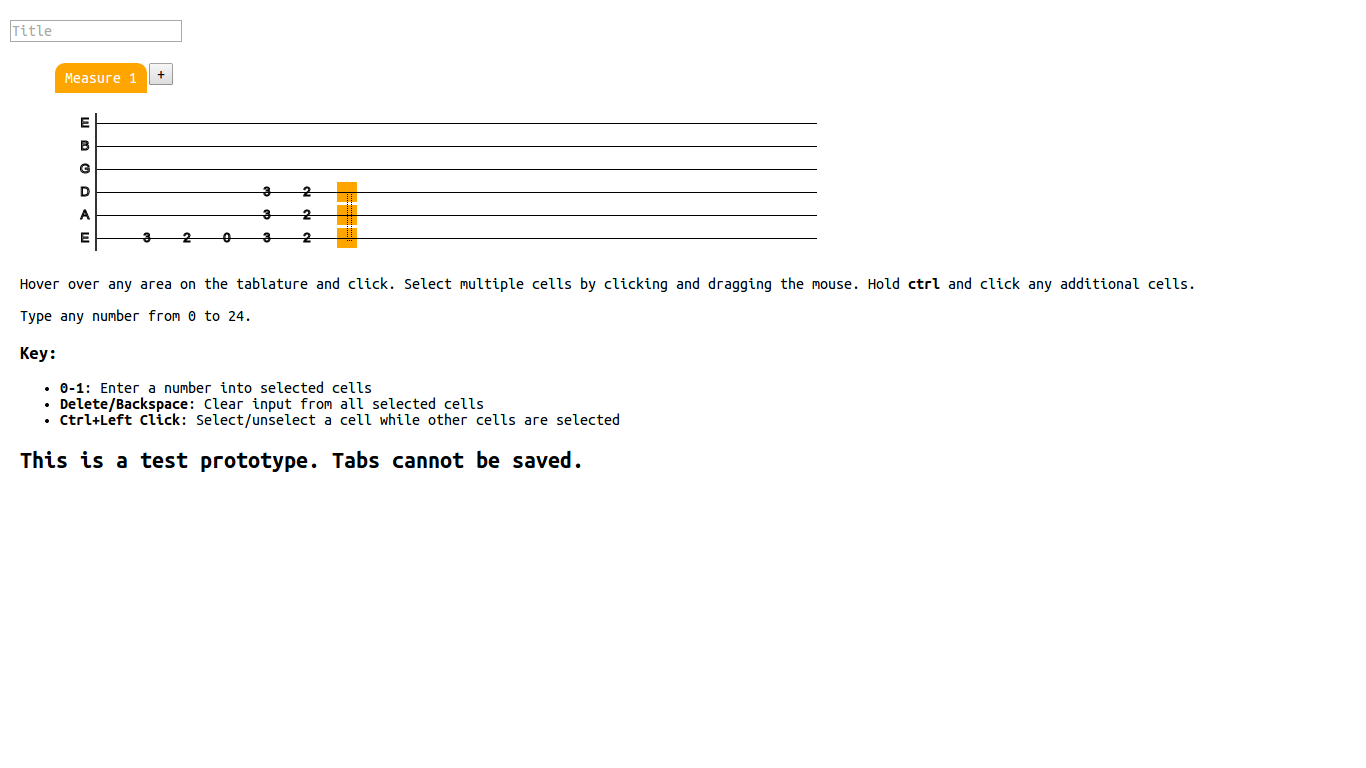 Title
Measure 1 +
E
B
G
D 3 2
A 3 2
E 3 2 0 3 2
Hover over any area on the tablature and click. Select multiple cells by clicking and dragging the mouse. Hold ctrl and click any additional cells.
Type any number from 0 to 24.
Key:
• 0-1: Enter a number into selected cells
• Delete/Backspace: Clear input from all selected cells
• Ctrl+Left Click: Select/unselect a cell while other cells are selected
This is a test prototype. Tabs cannot be saved.